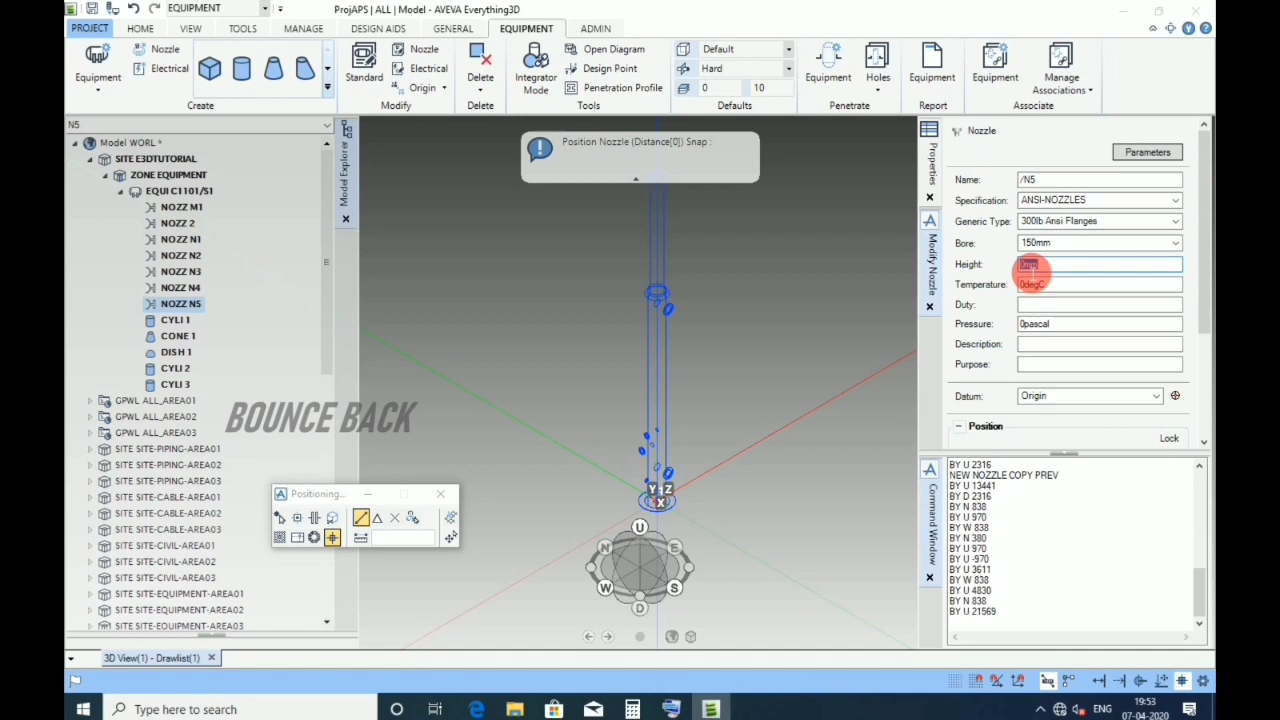 EQUIPMENT
ProjAPS | ALL | Model - AVEVA Everything3D
PROJECT HOME VIEW TOOLS MANAGE DESIGN AIDS GENERAL EQUIPMENT ADMIN
Equipment
Nozzle
Electrical
Create
Standard
Nozzle
Electrical
Origin
Modify
Delete
Delete
Integrator Mode
Open Diagram
Design Point
Penetration Profile
Tools
Default
Hard
0 10
Defaults
Equipment
Holes
Penetrate
Equipment
Report
Equipment
Manage Associations
Associate
N5
Model WORL *
SITE E3DTUTORIAL
ZONE EQUIPMENT
EQUI C1101/S1
NOZZ M1
NOZZ 2
NOZZ N1
NOZZ N2
NOZZ N3
NOZZ N4
NOZZ N5
CYLI 1
CONE 1
DISH 1
CYLI 2
CYLI 3
GPWL ALL_AREA01
GPWL ALL_AREA02
GPWL ALL_AREA03
SITE SITE-PIPING-AREA01
SITE SITE-PIPING-AREA02
SITE SITE-PIPING-AREA03
SITE SITE-CABLE-AREA01
SITE SITE-CABLE-AREA02
SITE SITE-CABLE-AREA03
SITE SITE-CIVIL-AREA01
SITE SITE-CIVIL-AREA02
SITE SITE-CIVIL-AREA03
SITE SITE-EQUIPMENT-AREA01
SITE SITE-EQUIPMENT-AREA02
SITE SITE-EQUIPMENT-AREA03
Model Explorer
BOUNCE BACK
Position Nozzle (Distance[0]) Snap :
Positioning...
Y Z
X
U
N E
W S
D
Properties
Modify Nozzle
Command Window
Nozzle
Parameters
Name: /N5
Specification: ANSI-NOZZLES
Generic Type: 300lb Ansi Flanges
Bore: 150mm
Height: 0mm
Temperature: 0degC
Duty:
Pressure: 0pascal
Description:
Purpose:
Datum: Origin
Position
Lock
BY U 2316
NEW NOZZLE COPY PREV
BY U 13441
BY D 2316
BY N 838
BY U 970
BY W 838
BY N 380
BY U 970
BY U -970
BY U 3611
BY W 838
BY U 4830
BY N 838
BY U 21569
3D View(1) - Drawlist(1)
Type here to search
ENG
19:53
07-04-2020